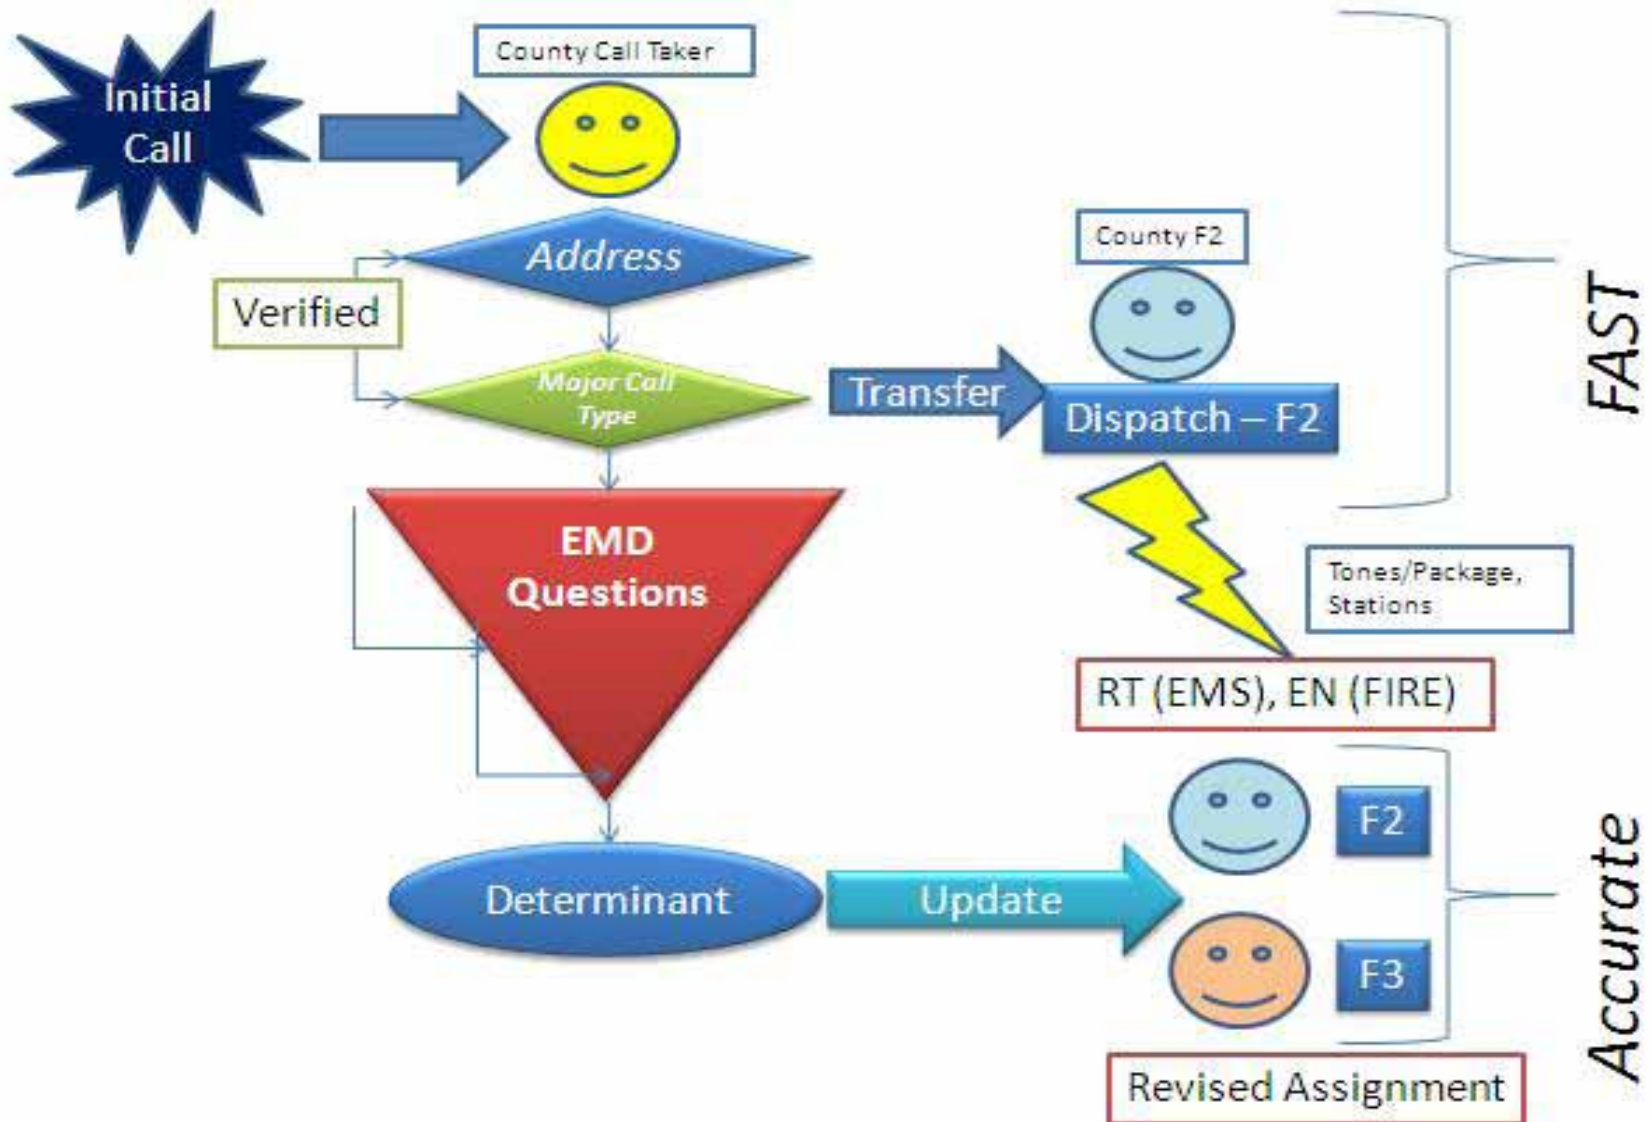 Initial
Call
County Call Taker
Address
Verified
Major Call
Type
Transfer
County F2
Dispatch – F2
FAST
EMD
Questions
Tones/Package,
Stations
RT (EMS), EN (FIRE)
Determinant
Update
F2
F3
Accurate
Revised Assignment